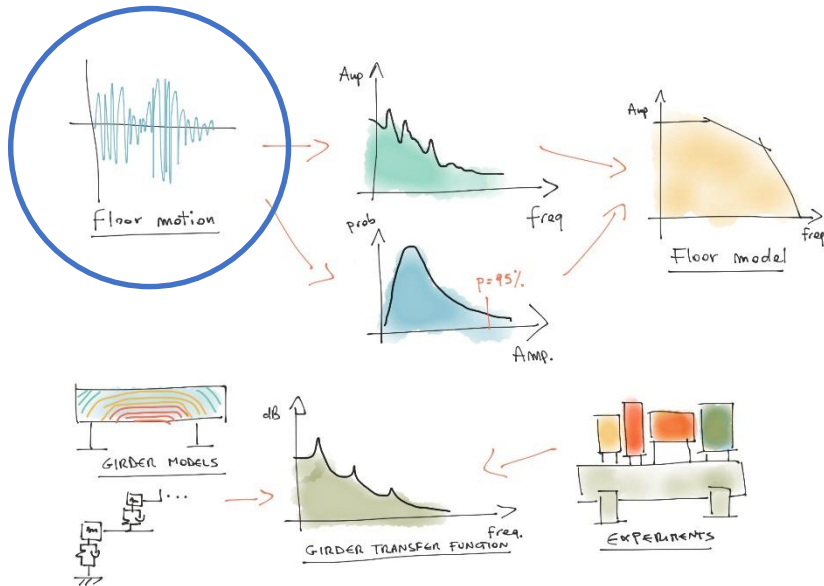 Floor motion
Amp
freq
prob
p=95%
Amp.
Amp
freq
Floor model
GIRDER MODELS
m
m
...
dB
freq.
GIRDER TRANSFER FUNCTION
EXPERIMENTS